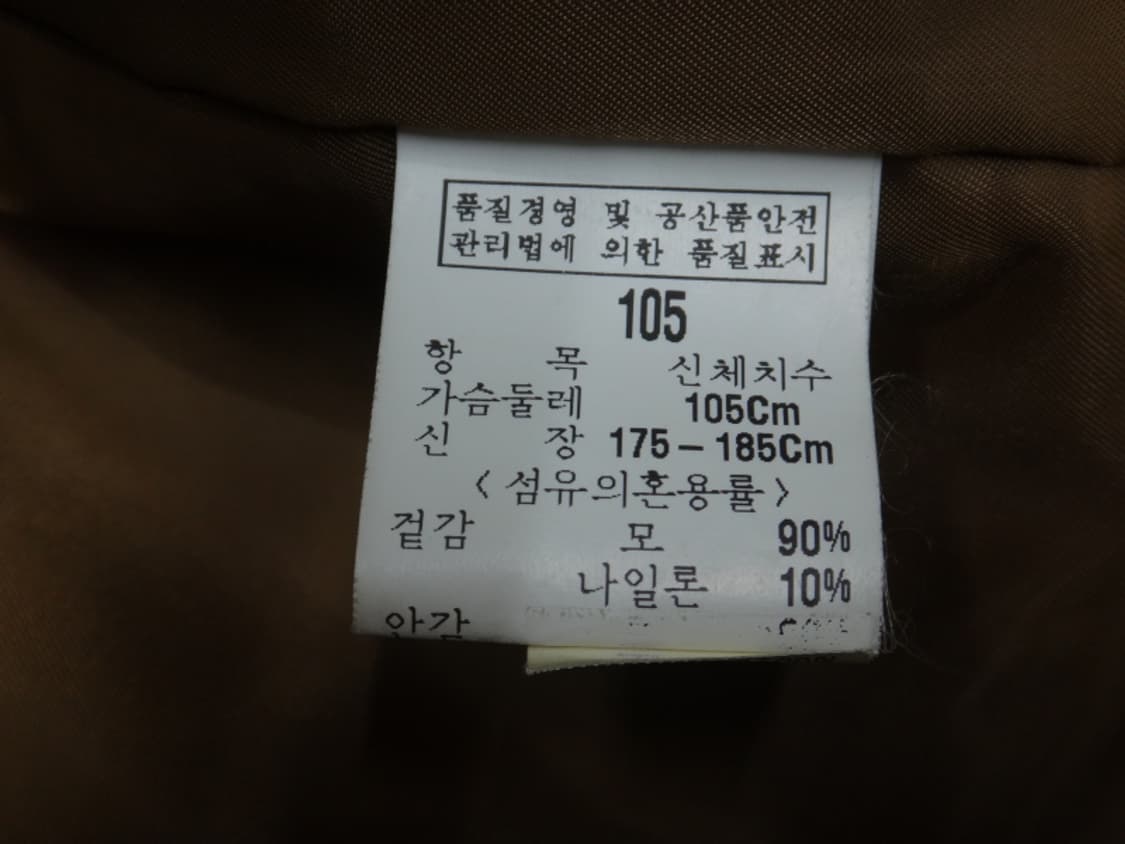 품질경영 및 공산품안전
관리법에 의한 품질표시
105
항 목 신체치수
가슴둘레 105Cm
신 장 175-185Cm
<섬유의혼용률>
겉감 모 90%
나일론 10%
안감